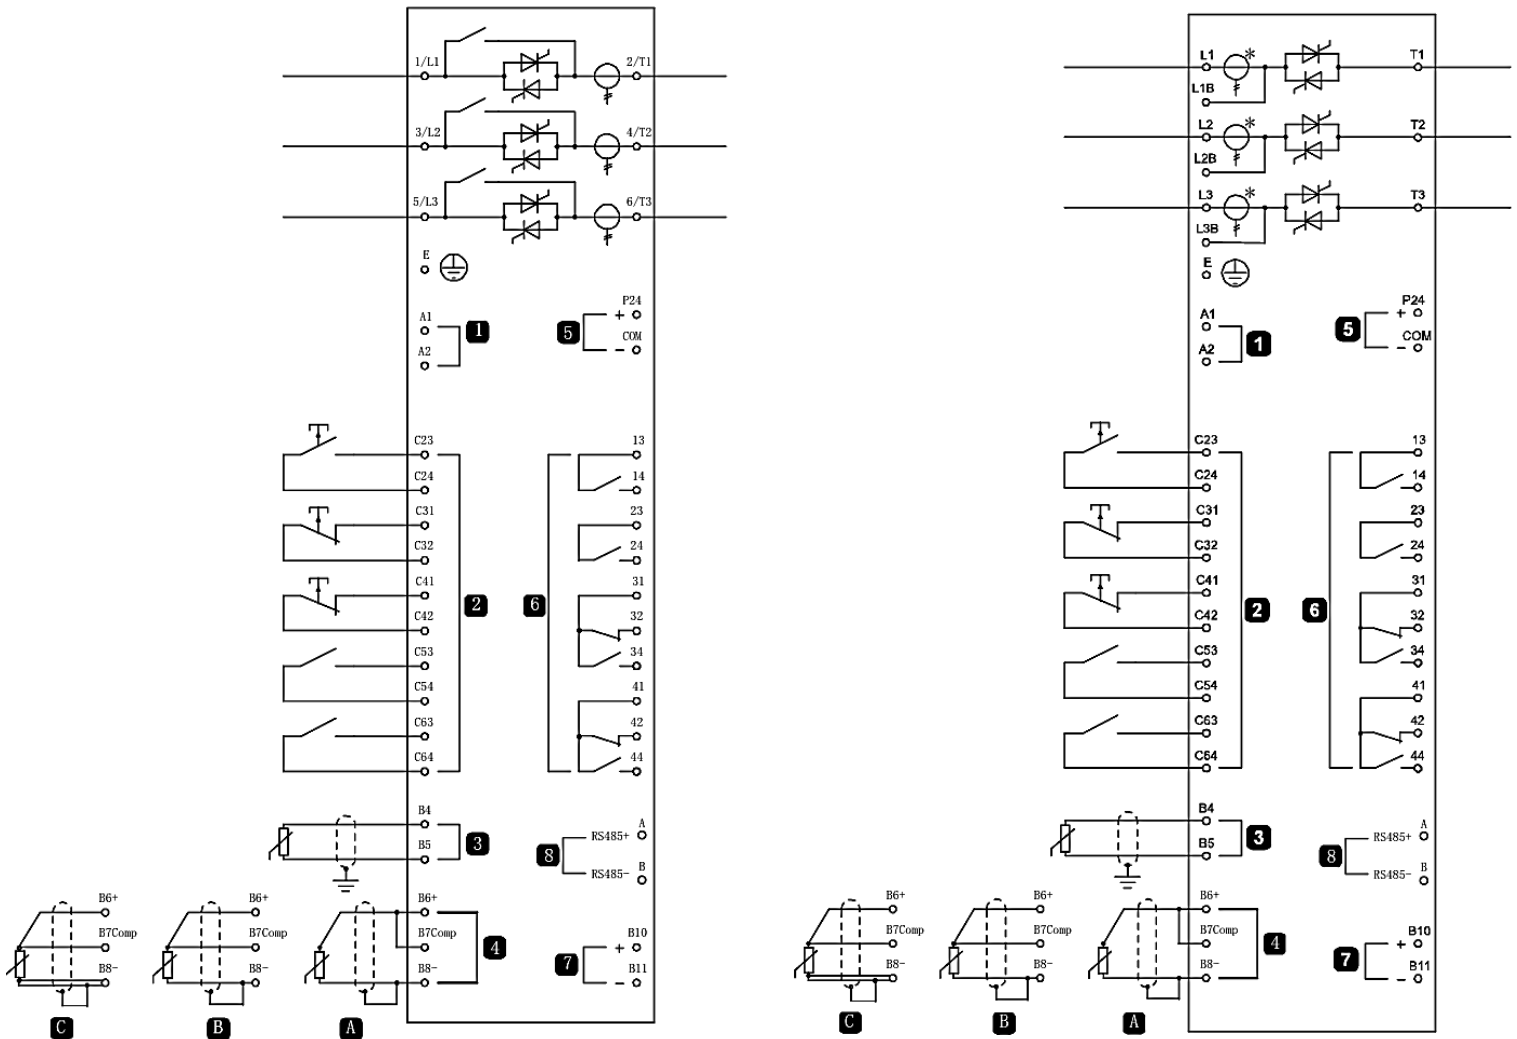 1/L1
2/T1
3/L2
4/T2
5/L3
6/T3
E
A1
1
A2
P24
5
+
COM
−
C23
C24
C31
C32
C41
2
C42
C53
C54
C63
C64
13
14
23
24
31
6
32
34
41
42
44
B4
3
B5
A
RS485+
8
RS485-
B
B6+
B7Comp
B8-
C
B6+
B7Comp
B8-
B
B6+
B7Comp
4
B8-
A
B10
+
7
B11
−
L1
*
T1
L1B
L2
*
T2
L2B
L3
*
T3
L3B
E
A1
1
A2
P24
+
5
COM
−
C23
C24
C31
C32
C41
2
C42
C53
C54
C63
C64
13
14
23
24
31
6
32
34
41
42
44
B4
3
B5
A
RS485+
8
RS485-
B
B6+
B7Comp
B8-
C
B6+
B7Comp
B8-
B
B6+
B7Comp
4
B8-
A
B10
+
7
B11
−